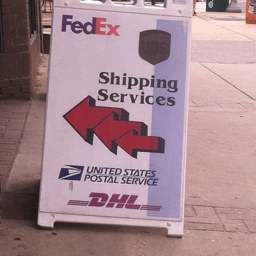 FedEx
Shipping
Services
UNITED STATES
POSTAL SERVICE
DHL